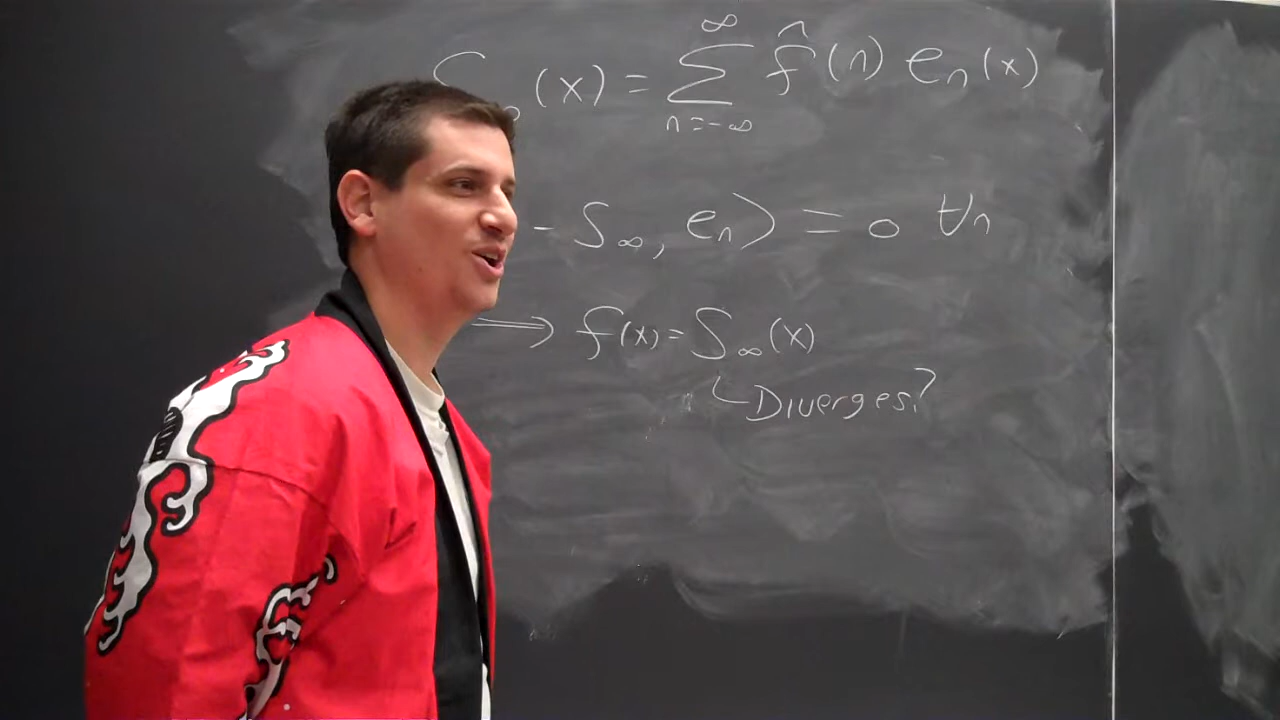 S∞(x) = ∑_{n=-∞}^{∞} f̂(n) eₙ(x)
- S∞, eₙ⟩ = 0 ∀n
⟹ f(x) = S∞(x)
↳ Diverges?